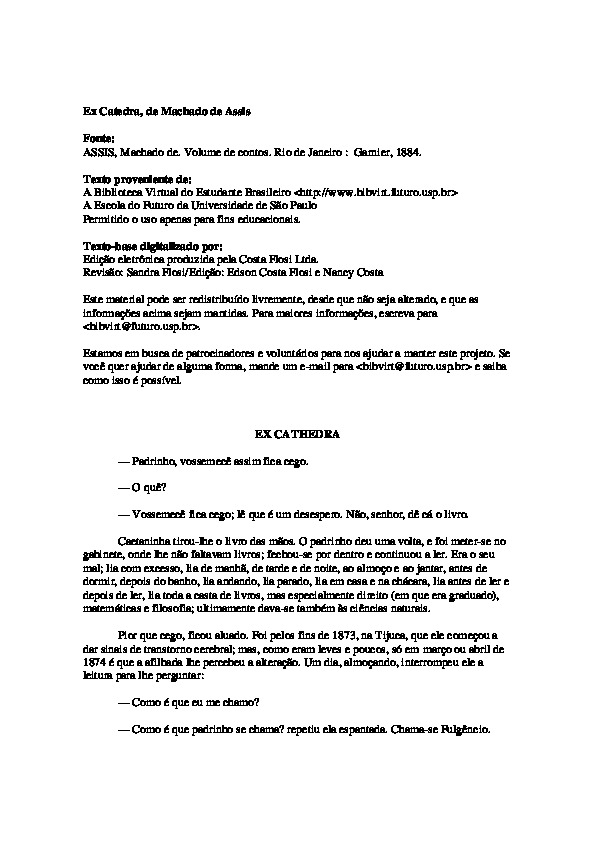 Ex Catedra, de Machado de Assis
Fonte:
ASSIS, Machado de. Volume de contos. Rio de Janeiro : Garnier, 1884.
Texto proveniente de:
A Biblioteca Virtual do Estudante Brasileiro <http://www.bibvirt.futuro.usp.br>
A Escola do Futuro da Universidade de São Paulo
Permitido o uso apenas para fins educacionais.
Texto-base digitalizado por:
Edição eletrônica produzida pela Costa Flosi Ltda.
Revisão: Sandra Flosi/Edição: Edson Costa Flosi e Nancy Costa
Este material pode ser redistribuído livremente, desde que não seja alterado, e que as
informações acima sejam mantidas. Para maiores informações, escreva para
<bibvirt@futuro.usp.br>.
Estamos em busca de patrocinadores e voluntários para nos ajudar a manter este projeto. Se
você quer ajudar de alguma forma, mande um e-mail para <bibvirt@futuro.usp.br> e saiba
como isso é possível.
EX CATHEDRA
— Padrinho, vossemecê assim fica cego.
— O quê?
— Vossemecê fica cego; lê que é um desespero. Não, senhor, dê cá o livro.
Caetaninha tirou-lhe o livro das mãos. O padrinho deu uma volta, e foi meter-se no
gabinete, onde lhe não faltavam livros; fechou-se por dentro e continuou a ler. Era o seu
mal; lia com excesso, lia de manhã, de tarde e de noite, ao almoço e ao jantar, antes de
dormir, depois do banho, lia andando, lia parado, lia em casa e na chácara, lia antes de ler e
depois de ler, lia toda a casta de livros, mas especialmente direito (em que era graduado),
matemáticas e filosofia; ultimamente dava-se também às ciências naturais.
Pior que cego, ficou aluado. Foi pelos fins de 1873, na Tijuca, que ele começou a
dar sinais de transtorno cerebral; mas, como eram leves e poucos, só em março ou abril de
1874 é que a afilhada lhe percebeu a alteração. Um dia, almoçando, interrompeu ele a
leitura para lhe perguntar:
— Como é que eu me chamo?
— Como é que padrinho se chama? repetiu ela espantada. Chama-se Fulgêncio.